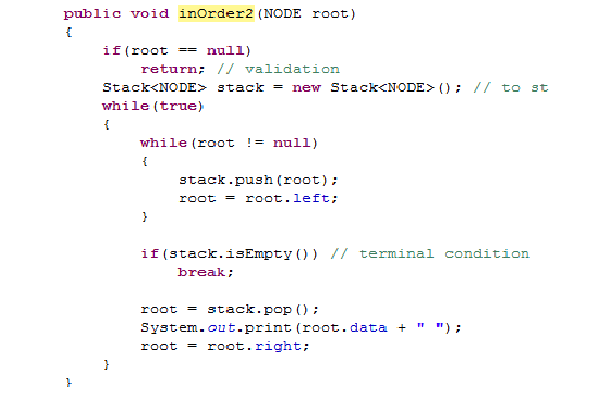 public void inOrder2(NODE root)
{
if(root == null)
return; // validation
Stack<NODE> stack = new Stack<NODE>(); // to st
while(true)
{
while(root != null)
{
stack.push(root);
root = root.left;
}
if(stack.isEmpty()) // terminal condition
break;
root = stack.pop();
System.out.print(root.data + " ");
root = root.right;
}
}